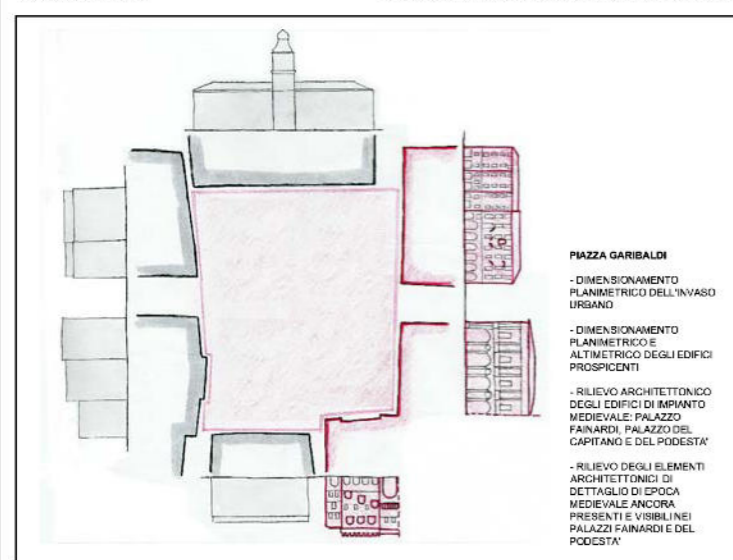 PIAZZA GARIBALDI
- DIMENSIONAMENTO
PLANIMETRICO DELL'INVASO
URBANO
- DIMENSIONAMENTO
PLANIMETRICO E
ALTIMETRICO DEGLI EDIFICI
PROSPICENTI
- RILIEVO ARCHITETTONICO
DEGLI EDIFICI DI IMPIANTO
MEDIEVALE: PALAZZO
FAINARDI, PALAZZO DEL
CAPITANO E DEL PODESTA'
- RILIEVO DEGLI ELEMENTI
ARCHITETTONICI DI
DETTAGLIO DI EPOCA
MEDIEVALE ANCORA
PRESENTI E VISIBILI NEI
PALAZZI FAINARDI E DEL
PODESTA'